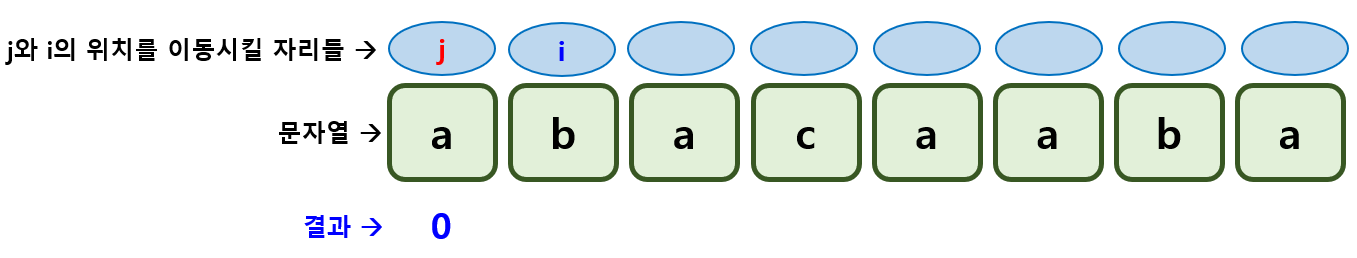 j와 i의 위치를 이동시킬 자리들 → j i
문자열 → a b a c a a b a
결과 → 0